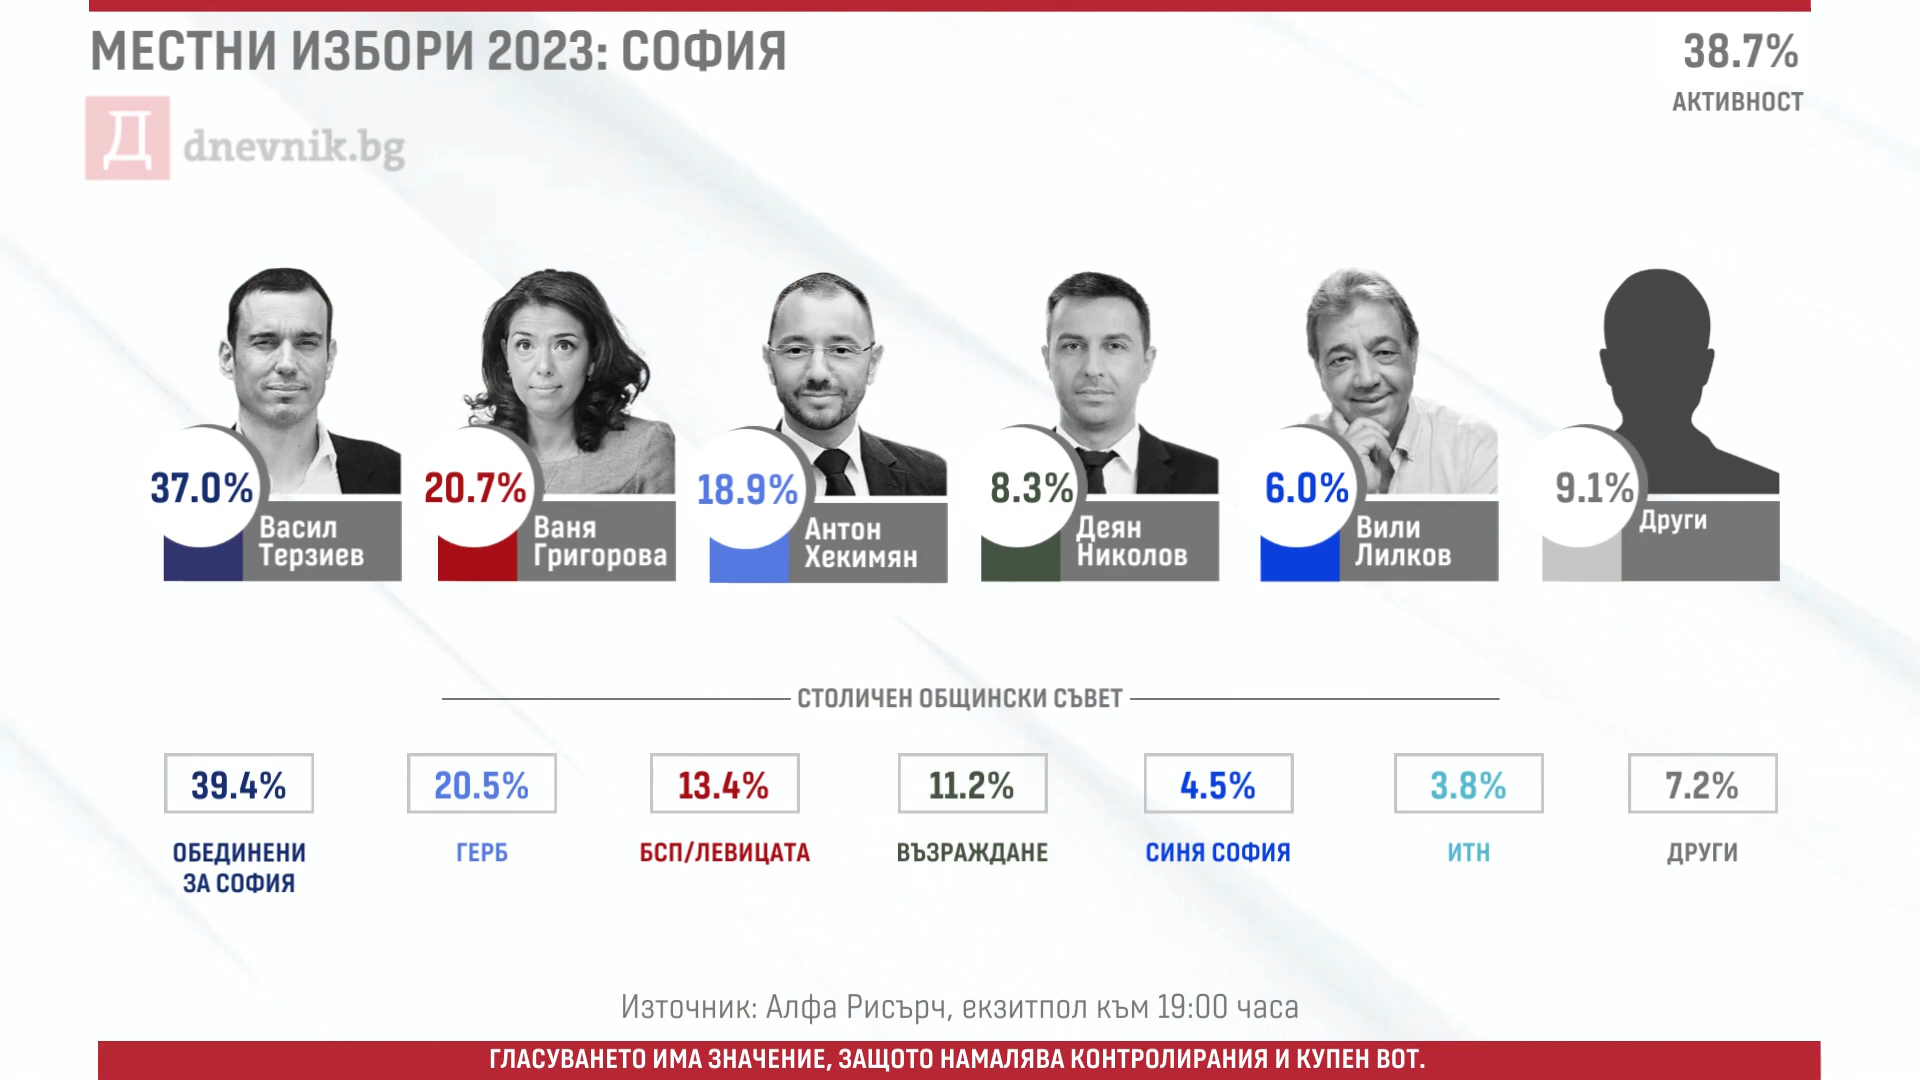 МЕСТНИ ИЗБОРИ 2023: СОФИЯ
38.7%
АКТИВНОСТ
Д
dnevnik.bg
37.0%
Васил
Терзиев
20.7%
Ваня
Григорова
18.9%
Антон
Хекимян
8.3%
Деян
Николов
6.0%
Вили
Лилков
9.1%
Други
СТОЛИЧЕН ОБЩИНСКИ СЪВЕТ
39.4%
ОБЕДИНЕНИ
ЗА СОФИЯ
20.5%
ГЕРБ
13.4%
БСП/ЛЕВИЦАТА
11.2%
ВЪЗРАЖДАНЕ
4.5%
СИНЯ СОФИЯ
3.8%
ИТН
7.2%
ДРУГИ
Източник: Алфа Рисърч, екзитпол към 19:00 часа
ГЛАСУВАНЕТО ИМА ЗНАЧЕНИЕ, ЗАЩОТО НАМАЛЯВА КОНТРОЛИРАНИЯ И КУПЕН ВОТ.